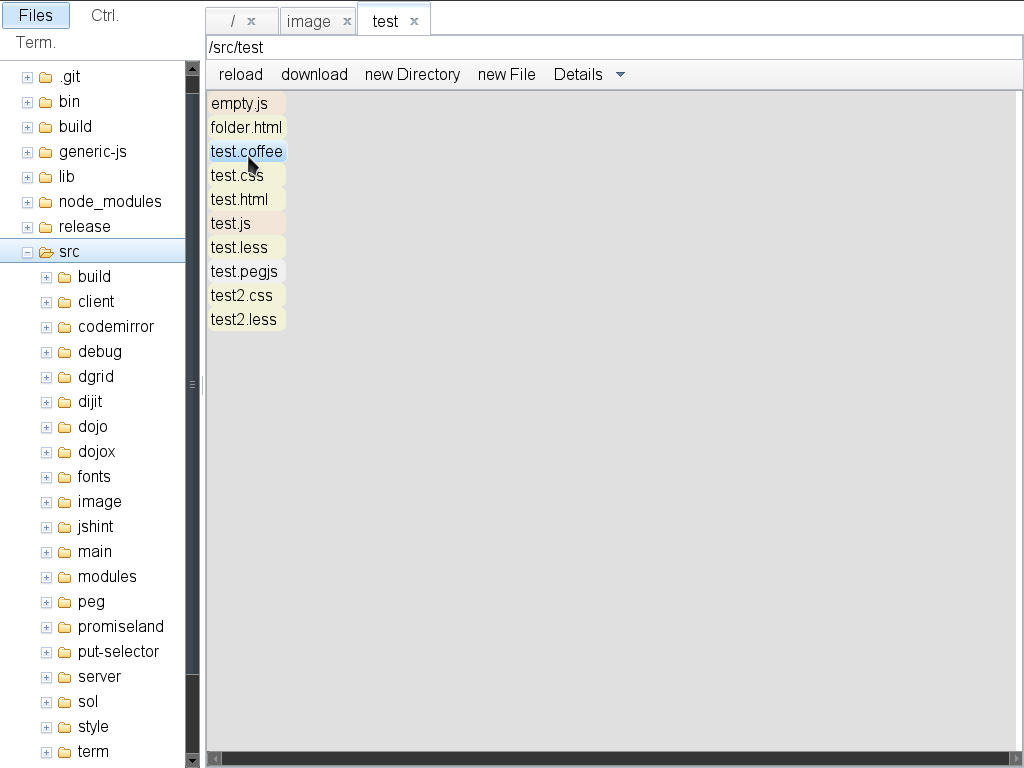 Files Ctrl.
Term.
.git
bin
build
generic-js
lib
node_modules
release
src
build
client
codemirror
debug
dgrid
dijit
dojo
dojox
fonts
image
jshint
main
modules
peg
promiseland
put-selector
server
sol
style
term
/ x image x test x
/src/test
reload download new Directory new File Details
empty.js
folder.html
test.coffee
test.css
test.html
test.js
test.less
test.pegjs
test2.css
test2.less